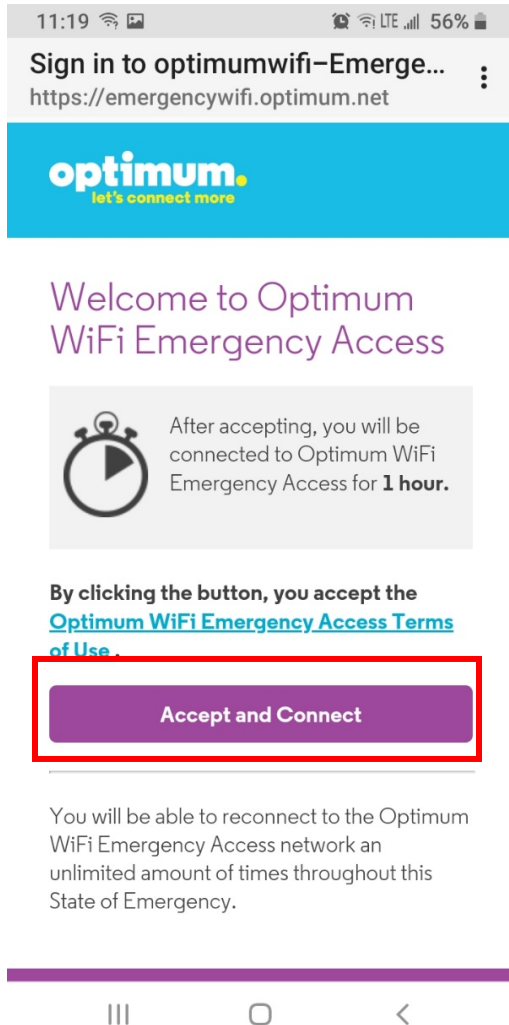 11:19 LTE 56%
Sign in to optimumwifi–Emerge...
https://emergencywifi.optimum.net
optimum.
let's connect more
Welcome to Optimum
WiFi Emergency Access
After accepting, you will be
connected to Optimum WiFi
Emergency Access for 1 hour.
By clicking the button, you accept the
Optimum WiFi Emergency Access Terms
of Use .
Accept and Connect
You will be able to reconnect to the Optimum
WiFi Emergency Access network an
unlimited amount of times throughout this
State of Emergency.